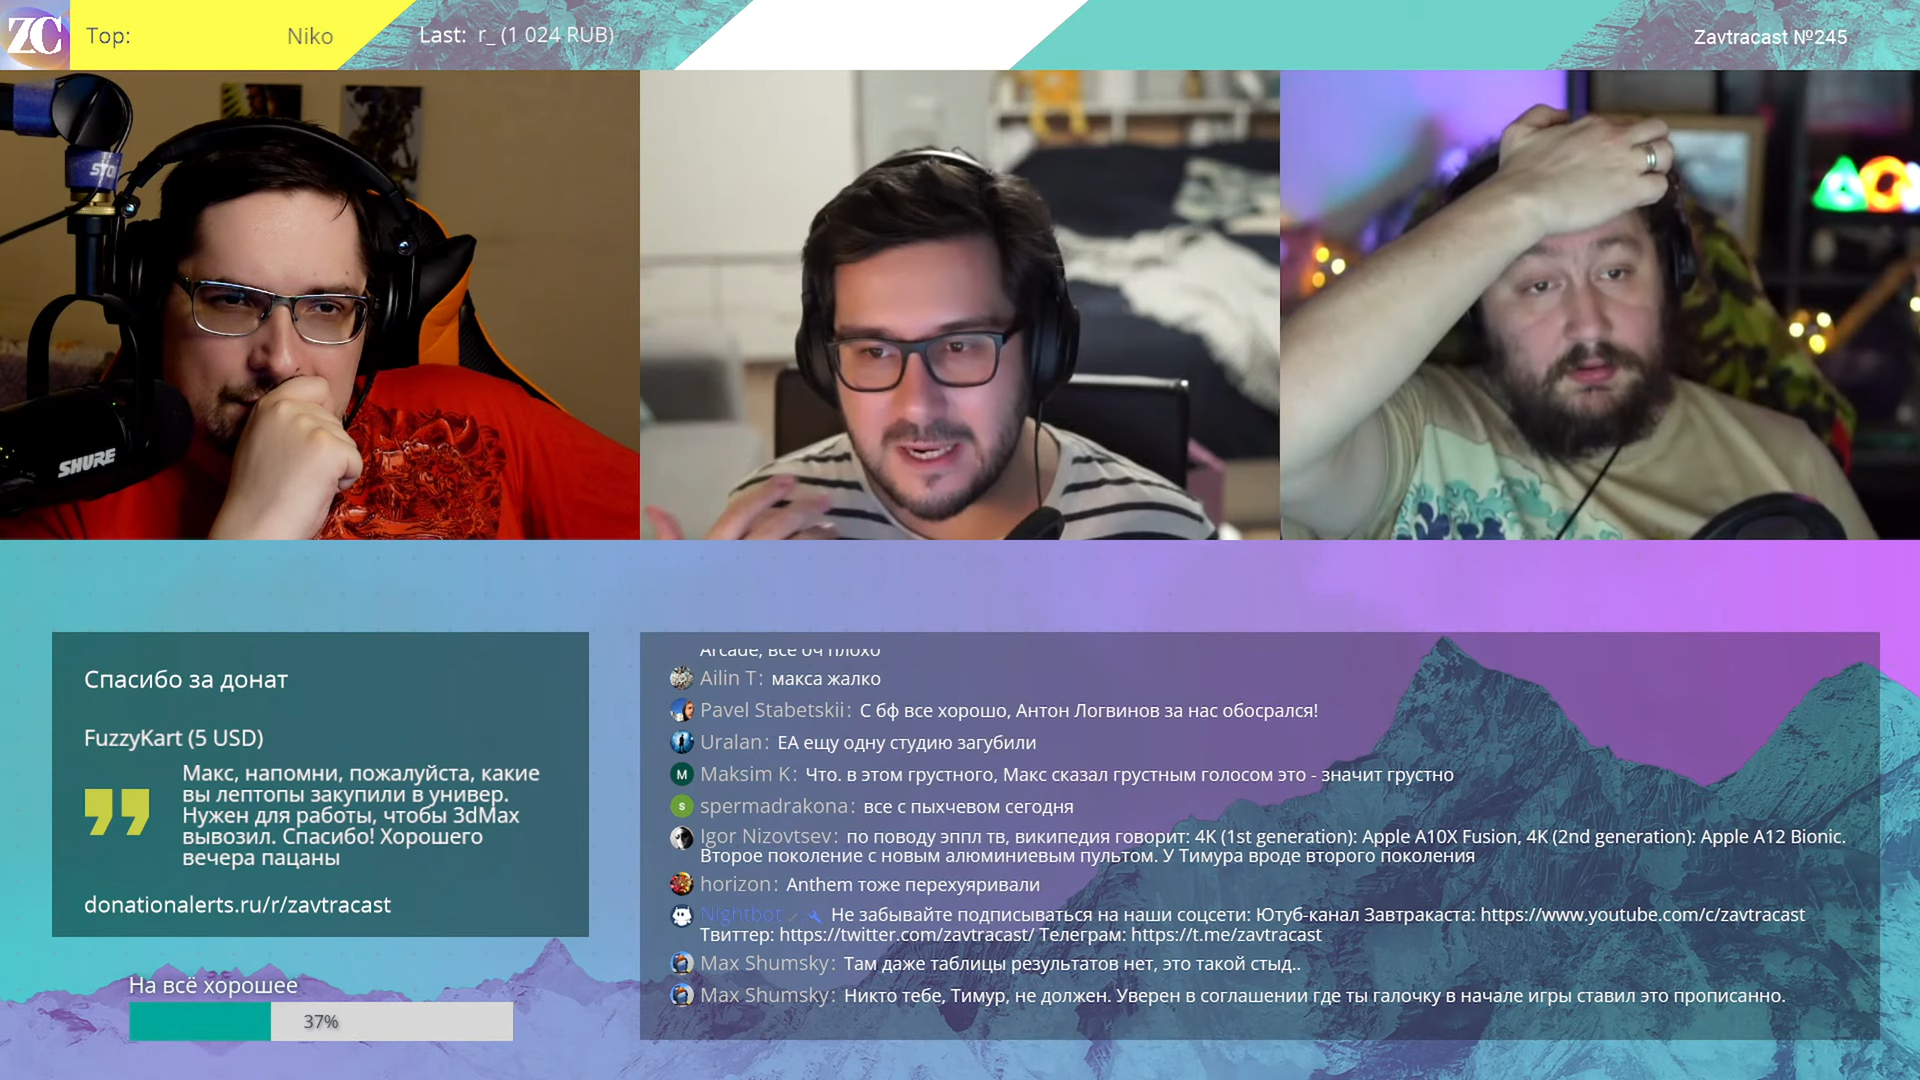 ZC
Top:
Niko
Last: r_ (1 024 RUB)
Zavtracast №245
STO
SHURE
Спасибо за донат
FuzzyKart (5 USD)
Макс, напомни, пожалуйста, какие
вы лептопы закупили в универ.
Нужен для работы, чтобы 3dMax
вывозил. Спасибо! Хорошего
вечера пацаны
donationalerts.ru/r/zavtracast
На всё хорошее
37%
Arcade, все оч плохо
Ailin T: макса жалко
Pavel Stabetskii: С бф все хорошо, Антон Логвинов за нас обосрался!
Uralan: ЕА ещу одну студию загубили
M Maksim K: Что. в этом грустного, Макс сказал грустным голосом это - значит грустно
s spermadrakona: все с пыхчевом сегодня
Igor Nizovtsev: по поводу эппл тв, википедия говорит: 4K (1st generation): Apple A10X Fusion, 4K (2nd generation): Apple A12 Bionic.
Второе поколение с новым алюминиевым пультом. У Тимура вроде второго поколения
horizon: Anthem тоже перехуяривали
Nightbot Не забывайте подписываться на наши соцсети: Ютуб-канал Завтракаста: https://www.youtube.com/c/zavtracast
Твиттер: https://twitter.com/zavtracast/ Телеграм: https://t.me/zavtracast
Max Shumsky: Там даже таблицы результатов нет, это такой стыд..
Max Shumsky: Никто тебе, Тимур, не должен. Уверен в соглашении где ты галочку в начале игры ставил это прописанно.